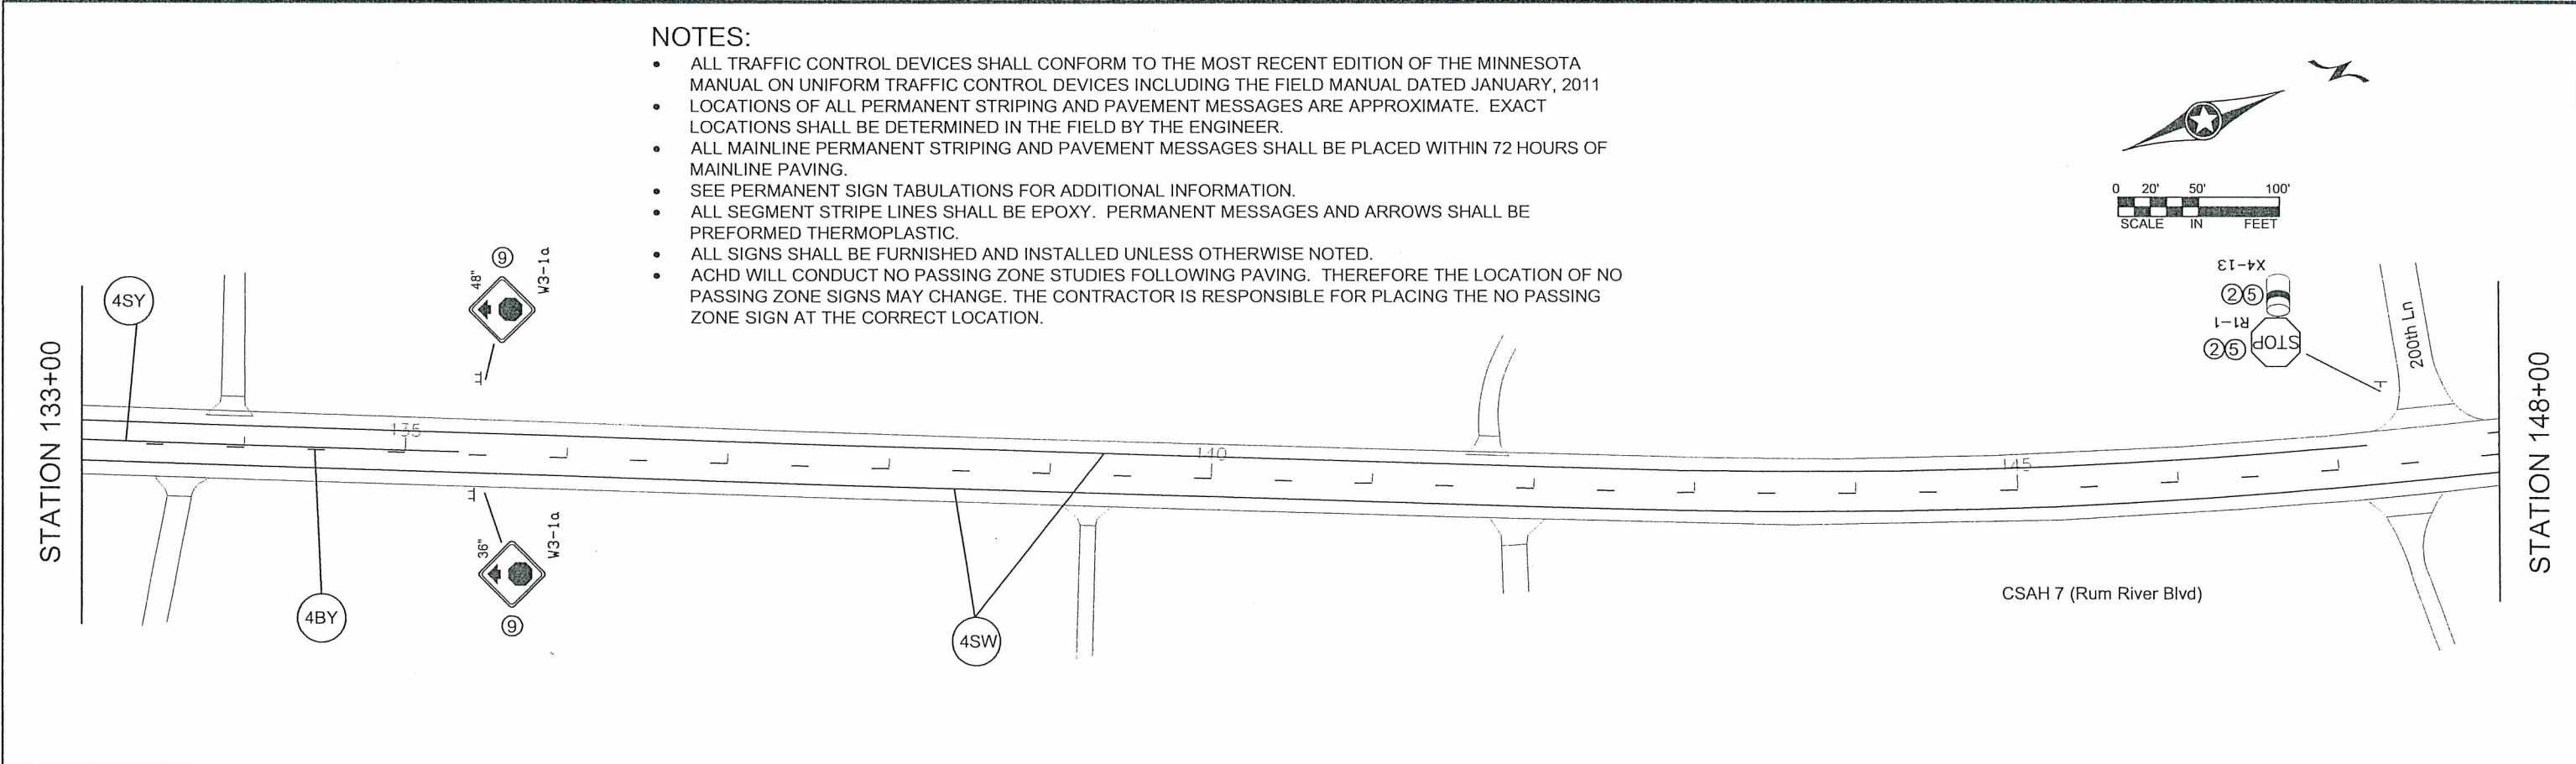 NOTES:
• ALL TRAFFIC CONTROL DEVICES SHALL CONFORM TO THE MOST RECENT EDITION OF THE MINNESOTA
MANUAL ON UNIFORM TRAFFIC CONTROL DEVICES INCLUDING THE FIELD MANUAL DATED JANUARY, 2011
• LOCATIONS OF ALL PERMANENT STRIPING AND PAVEMENT MESSAGES ARE APPROXIMATE. EXACT
LOCATIONS SHALL BE DETERMINED IN THE FIELD BY THE ENGINEER.
• ALL MAINLINE PERMANENT STRIPING AND PAVEMENT MESSAGES SHALL BE PLACED WITHIN 72 HOURS OF
MAINLINE PAVING.
• SEE PERMANENT SIGN TABULATIONS FOR ADDITIONAL INFORMATION.
• ALL SEGMENT STRIPE LINES SHALL BE EPOXY. PERMANENT MESSAGES AND ARROWS SHALL BE
PREFORMED THERMOPLASTIC.
• ALL SIGNS SHALL BE FURNISHED AND INSTALLED UNLESS OTHERWISE NOTED.
• ACHD WILL CONDUCT NO PASSING ZONE STUDIES FOLLOWING PAVING. THEREFORE THE LOCATION OF NO
PASSING ZONE SIGNS MAY CHANGE. THE CONTRACTOR IS RESPONSIBLE FOR PLACING THE NO PASSING
ZONE SIGN AT THE CORRECT LOCATION.
0 20' 50' 100'
SCALE IN FEET
STATION 133+00
4SY
9
48"
W3-1a
X4-13
2 5
R1-1
2 5
STOP
200th Ln
STATION 148+00
135
140
145
36"
W3-1a
9
4BY
4SW
CSAH 7 (Rum River Blvd)